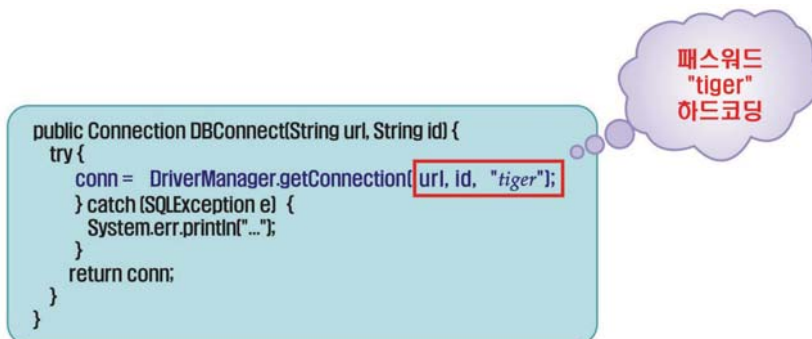 패스워드
"tiger"
하드코딩
public Connection DBConnect(String url, String id) {
try {
conn = DriverManager.getConnection( url, id, "tiger");
} catch (SQLException e) {
System.err.println("...");
}
return conn;
}
}